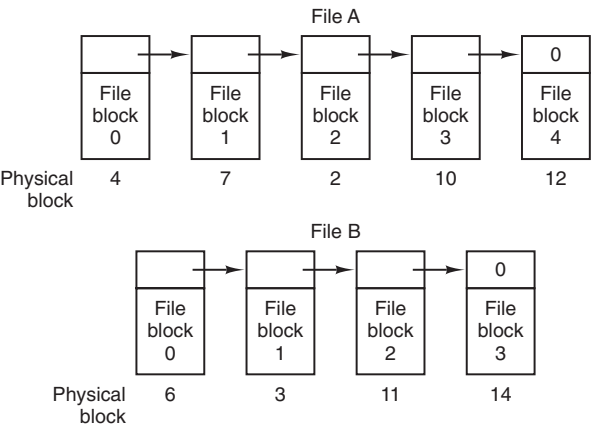 File A
0
File
block
0
File
block
1
File
block
2
File
block
3
File
block
4
Physical
block
4
7
2
10
12
File B
0
File
block
0
File
block
1
File
block
2
File
block
3
Physical
block
6
3
11
14